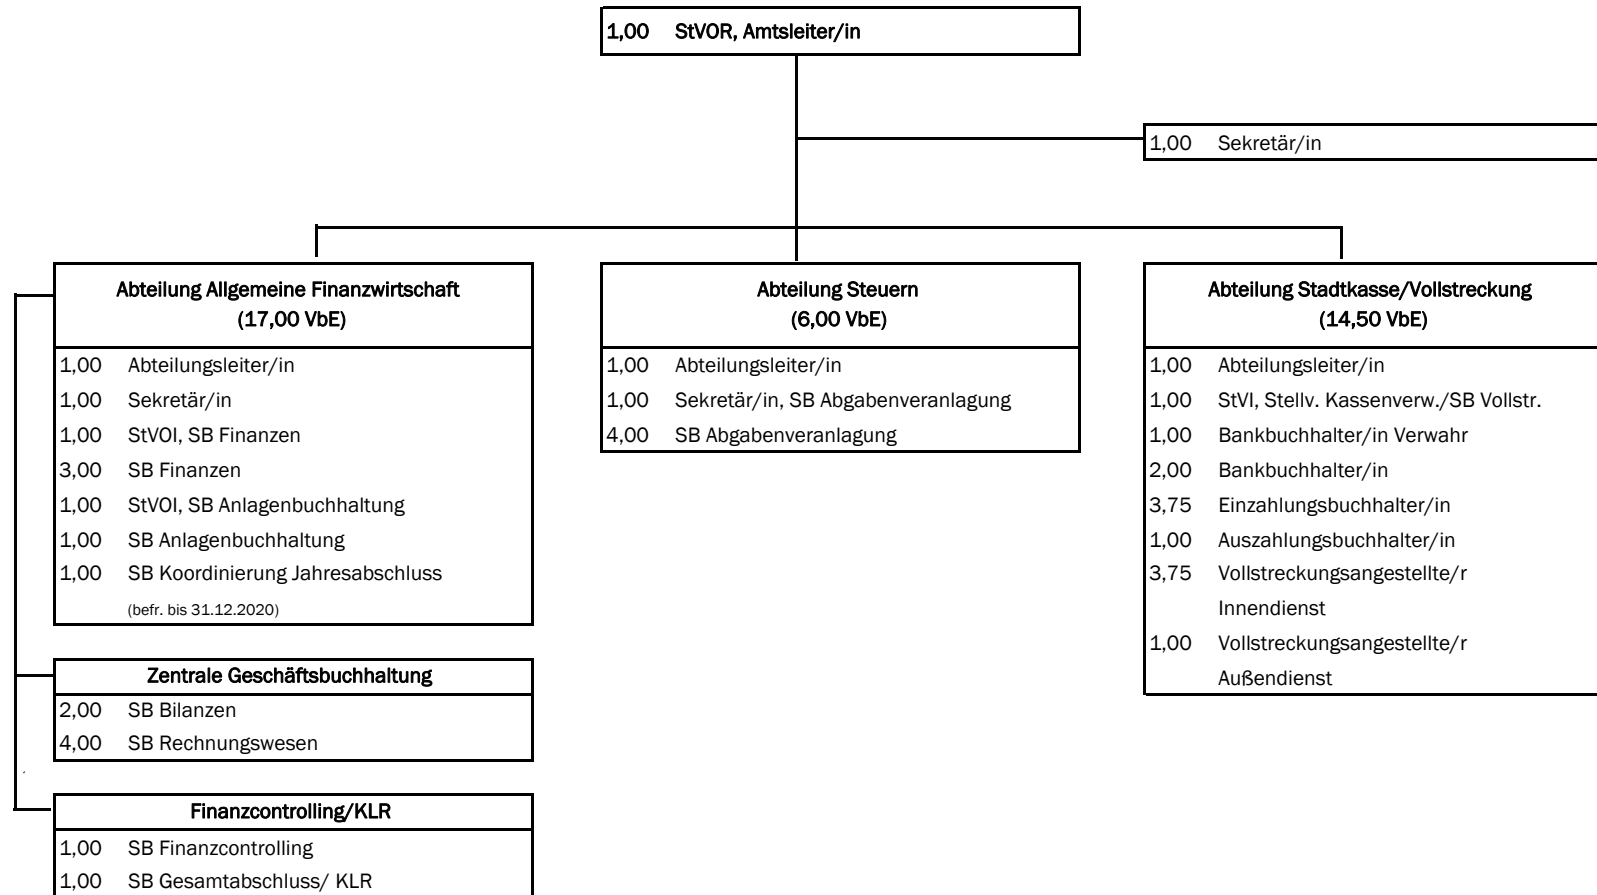 1,00 StVOR, Amtsleiter/in
1,00 Sekretär/in
Abteilung Allgemeine Finanzwirtschaft
(17,00 VbE)
1,00 Abteilungsleiter/in
1,00 Sekretär/in
1,00 StVOI, SB Finanzen
3,00 SB Finanzen
1,00 StVOI, SB Anlagenbuchhaltung
1,00 SB Anlagenbuchhaltung
1,00 SB Koordinierung Jahresabschluss
(befr. bis 31.12.2020)
Zentrale Geschäftsbuchhaltung
2,00 SB Bilanzen
4,00 SB Rechnungswesen
Finanzcontrolling/KLR
1,00 SB Finanzcontrolling
1,00 SB Gesamtabschluss/ KLR
Abteilung Steuern
(6,00 VbE)
1,00 Abteilungsleiter/in
1,00 Sekretär/in, SB Abgabenveranlagung
4,00 SB Abgabenveranlagung
Abteilung Stadtkasse/Vollstreckung
(14,50 VbE)
1,00 Abteilungsleiter/in
1,00 StVI, Stellv. Kassenverw./SB Vollstr.
1,00 Bankbuchhalter/in Verwahr
2,00 Bankbuchhalter/in
3,75 Einzahlungsbuchhalter/in
1,00 Auszahlungsbuchhalter/in
3,75 Vollstreckungsangestellte/r
Innendienst
1,00 Vollstreckungsangestellte/r
Außendienst